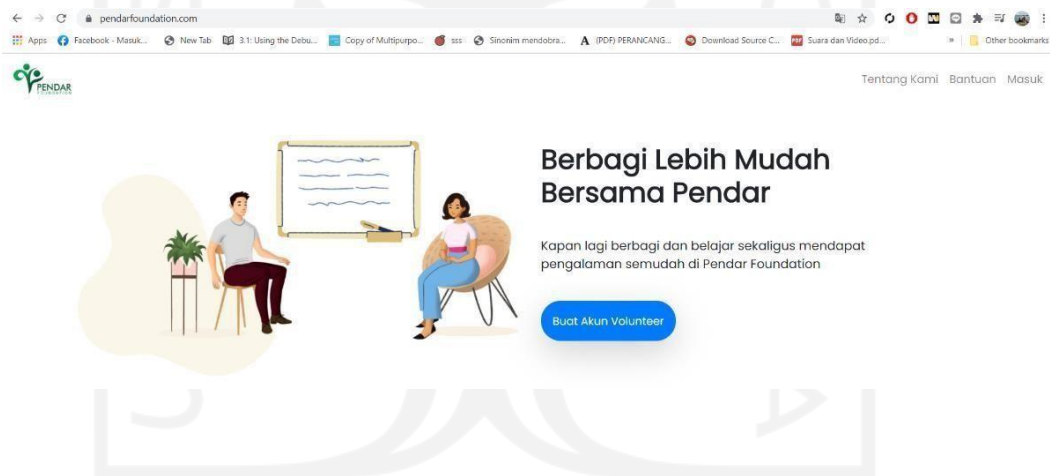 pendarfoundation.com
Apps Facebook - Masuk... New Tab 3.1: Using the Debu... Copy of Multipurpo... sss Sinonim mendobra... (PDF) PERANCANG... Download Source C... Suara dan Video.pd... » Other bookmarks
PENDAR
FOUNDATION
Tentang Kami Bantuan Masuk
Berbagi Lebih Mudah
Bersama Pendar
Kapan lagi berbagi dan belajar sekaligus mendapat
pengalaman semudah di Pendar Foundation
Buat Akun Volunteer